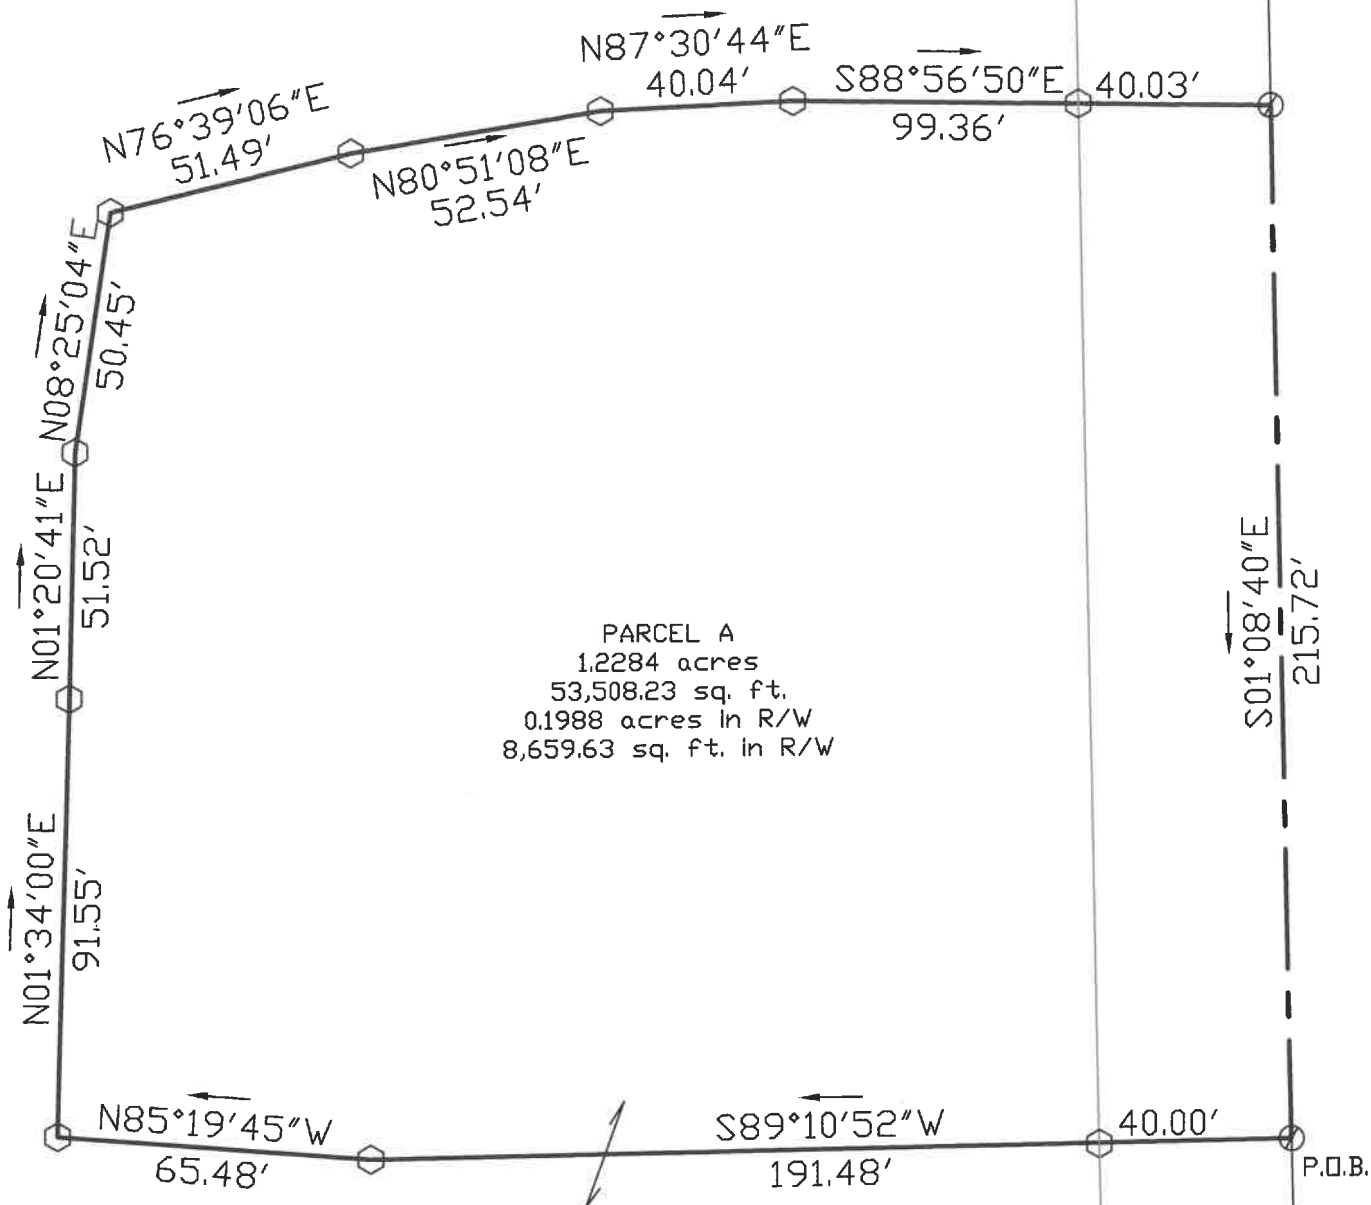 N87°30'44"E
40.04'
S88°56'50"E
99.36'
40.03'
N76°39'06"E
51.49'
N80°51'08"E
52.54'
N08°25'04"E
50.45'
N01°20'41"E
51.52'
S01°08'40"E
215.72'
PARCEL A
1.2284 acres
53,508.23 sq. ft.
0.1988 acres in R/W
8,659.63 sq. ft. in R/W
N01°34'00"E
91.55'
N85°19'45"W
65.48'
S89°10'52"W
191.48'
40.00'
P.O.B.